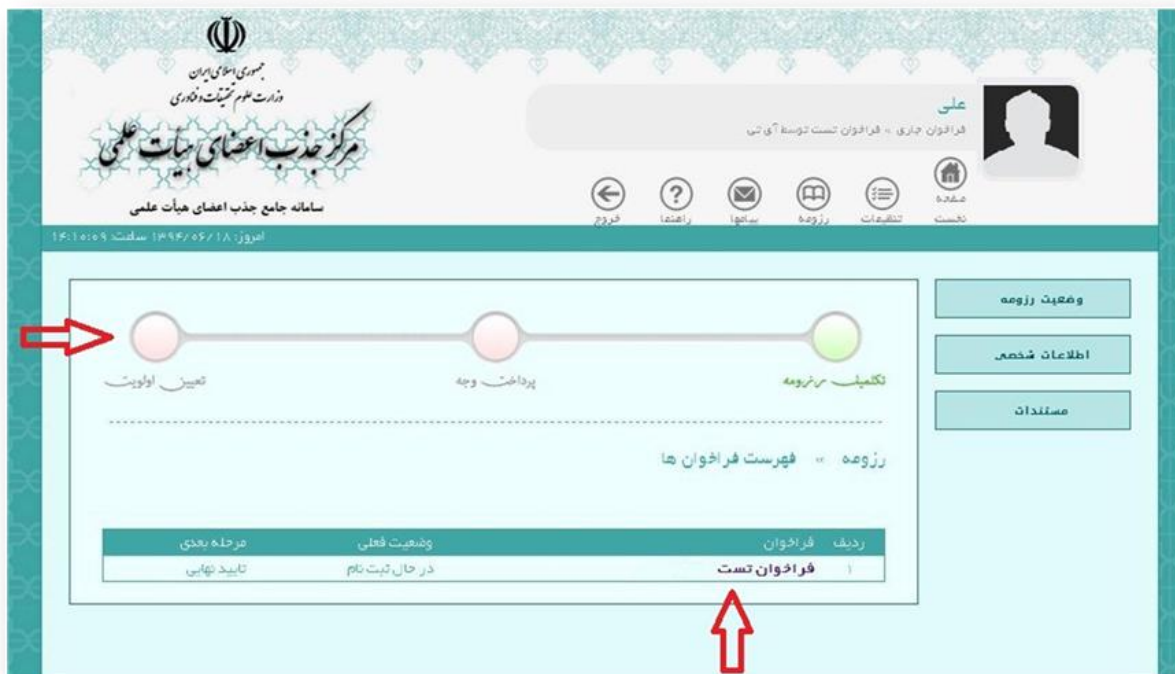 جمهوری اسلامی ایران
وزارت علوم تحقیقات و فناوری
مرکز جذب اعضای هیأت علمی
سامانه جامع جذب اعضای هیأت علمی
علی
فراخوان جاری » فراخوان تست توسط آی تی
صفحه نخست
تنظیمات
رزومه
پیامها
راهنما
خروج
امروز: ۱۳۹۴/۰۶/۱۸ ساعت: ۱۴:۱۰:۰۹
وضعیت رزومه
اطلاعات شخصی
مستندات
تکمیل رزومه
پرداخت وجه
تعیین اولویت
رزومه » فهرست فراخوان ها
ردیف فراخوان وضعیت فعلی مرحله بعدی
۱ فراخوان تست در حال ثبت نام تایید نهایی